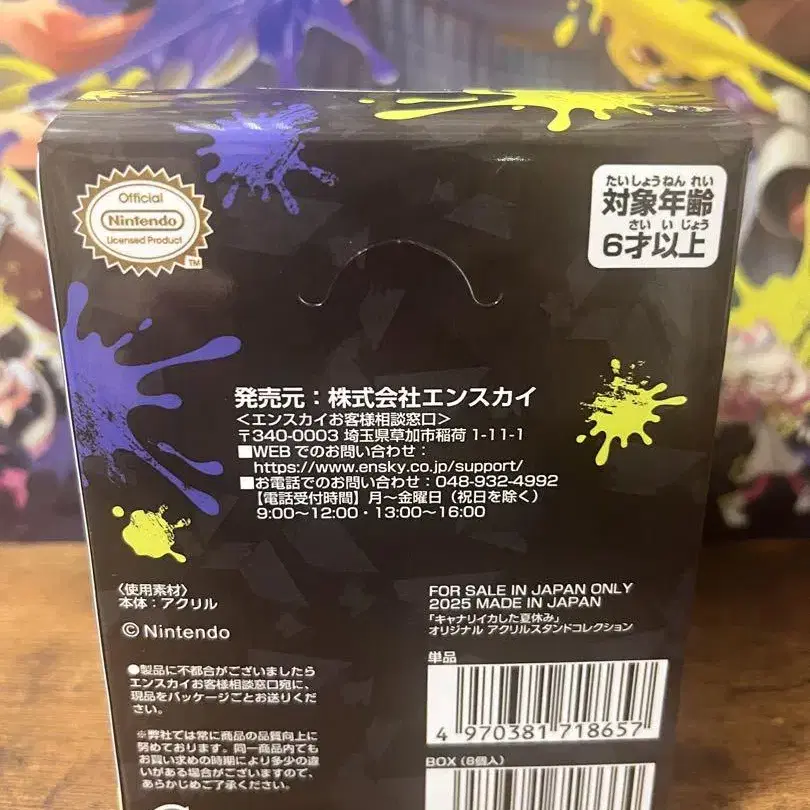 Official
Nintendo
Licensed Product
TM
たいしょうねんれい
対象年齢
さいいじょう
6才以上
発売元：株式会社エンスカイ
＜エンスカイお客様相談窓口＞
〒340-0003 埼玉県草加市稲荷 1-11-1
■WEBでのお問い合わせ：
https://www.ensky.co.jp/support/
■お電話でのお問い合わせ：048-932-4992
【電話受付時間】月～金曜日（祝日を除く）
9:00～12:00・13:00～16:00
〈使用素材〉
本体：アクリル
©Nintendo
●製品に不都合がございましたら
エンスカイお客様相談窓口宛に、
現品をパッケージごとお送りくだ
さい。
※弊社では常に商品の品質向上に
努めております。同一商品内でも
お買い求めの時期により多少の違
いがある場合がございますので、
あらかじめご了承ください。
FOR SALE IN JAPAN ONLY
2025 MADE IN JAPAN
「キャナリイカした夏休み」
オリジナル アクリルスタンドコレクション
単品
4 970381 718657
BOX（8個入）